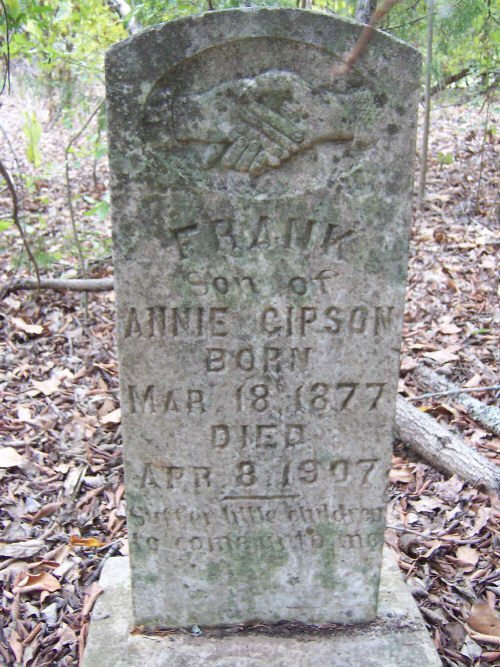 FRANK
Son of
ANNIE GIPSON
BORN
MAR 18, 1877
DIED
APR 8, 1907
Suffer little children
to come unto me